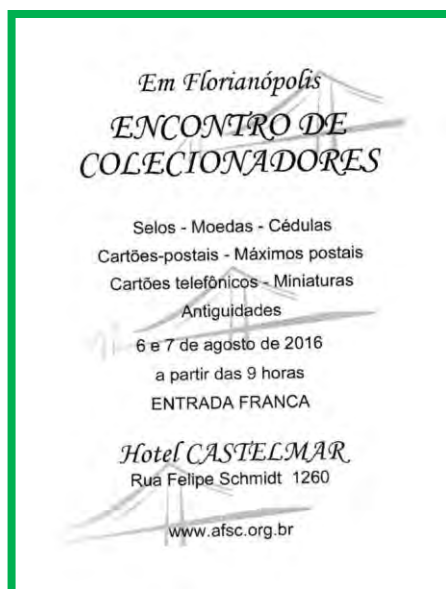 Em Florianópolis
ENCONTRO DE
COLECIONADORES
Selos - Moedas - Cédulas
Cartões-postais - Máximos postais
Cartões telefônicos - Miniaturas
Antiguidades
6 e 7 de agosto de 2016
a partir das 9 horas
ENTRADA FRANCA
Hotel CASTELMAR
Rua Felipe Schmidt 1260
www.afsc.org.br